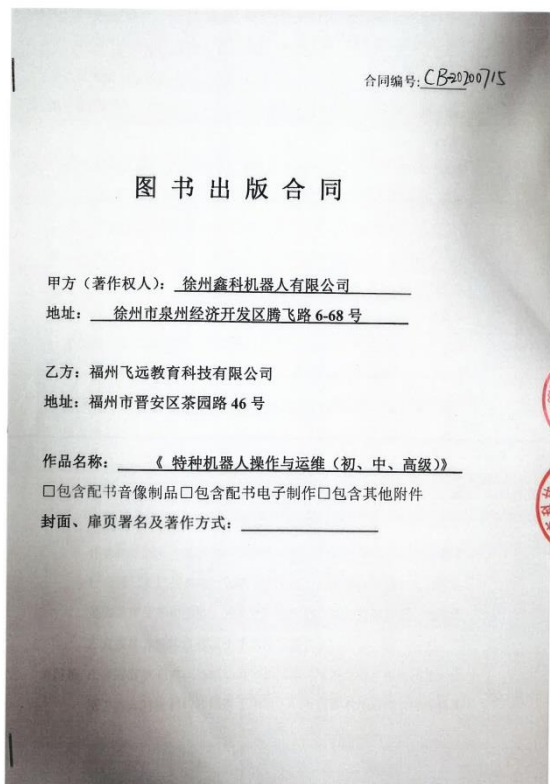 合同编号:CB-20200715
图书出版合同
甲方（著作权人）： 徐州鑫科机器人有限公司
地址： 徐州市泉州经济开发区腾飞路 6-68 号
乙方：福州飞远教育科技有限公司
地址：福州市晋安区茶园路 46 号
作品名称： 《 特种机器人操作与运维（初、中、高级）》
□包含配书音像制品□包含配书电子制作□包含其他附件
封面、扉页署名及著作方式：